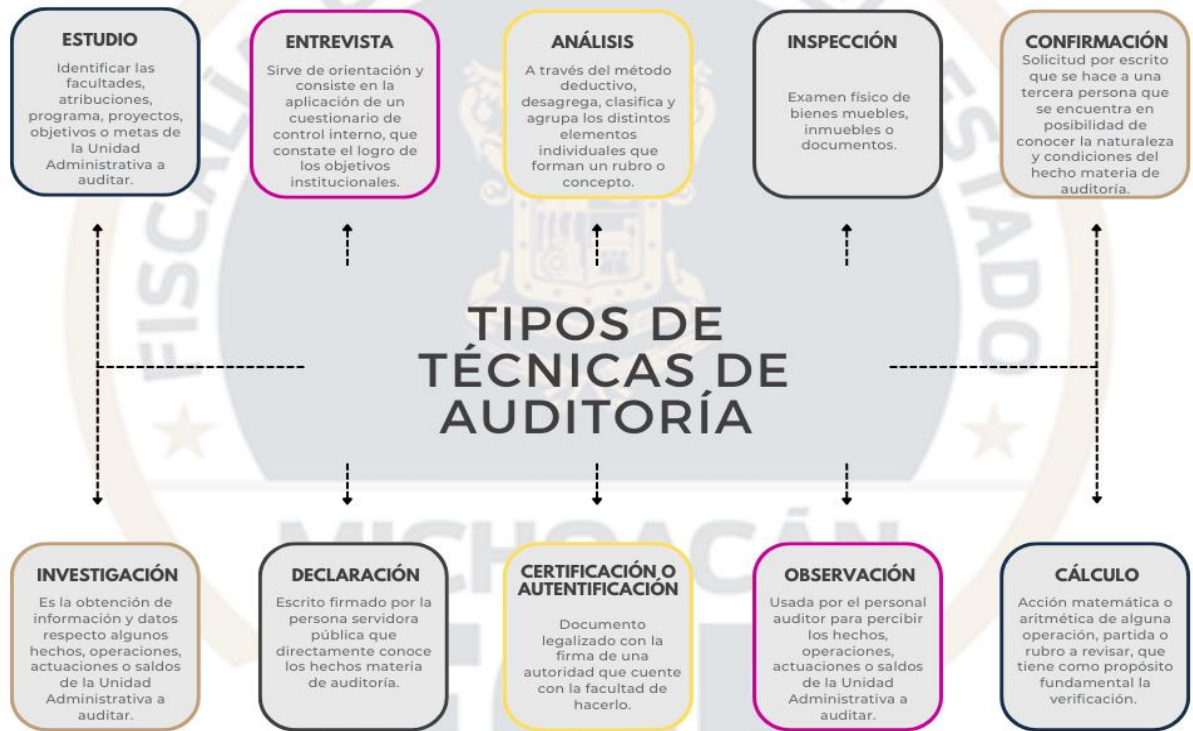 ESTUDIO
Identificar las
facultades,
atribuciones,
programa, proyectos,
objetivos o metas de
la Unidad
Administrativa a
auditar.
ENTREVISTA
Sirve de orientación y
consiste en la
aplicación de un
cuestionario de
control interno, que
constate el logro de
los objetivos
institucionales.
ANÁLISIS
A través del método
deductivo,
desagrega, clasifica y
agrupa los distintos
elementos
individuales que
forman un rubro o
concepto.
INSPECCIÓN
Examen físico de
bienes muebles,
inmuebles o
documentos.
CONFIRMACIÓN
Solicitud por escrito
que se hace a una
tercera persona que
se encuentra en
posibilidad de
conocer la naturaleza
y condiciones del
hecho materia de
auditoría.
TIPOS DE
TÉCNICAS DE
AUDITORÍA
INVESTIGACIÓN
Es la obtención de
información y datos
respecto algunos
hechos, operaciones,
actuaciones o saldos
de la Unidad
Administrativa a
auditar.
DECLARACIÓN
Escrito firmado por la
persona servidora
pública que
directamente conoce
los hechos materia
de auditoría.
CERTIFICACIÓN O
AUTENTIFICACIÓN
Documento
legalizado con la
firma de una
autoridad que cuente
con la facultad de
hacerlo.
OBSERVACIÓN
Usada por el personal
auditor para percibir
los hechos,
operaciones,
actuaciones o saldos
de la Unidad
Administrativa a
auditar.
CÁLCULO
Acción matemática o
aritmética de alguna
operación, partida o
rubro a revisar, que
tiene como propósito
fundamental la
verificación.
MICHOACÁN